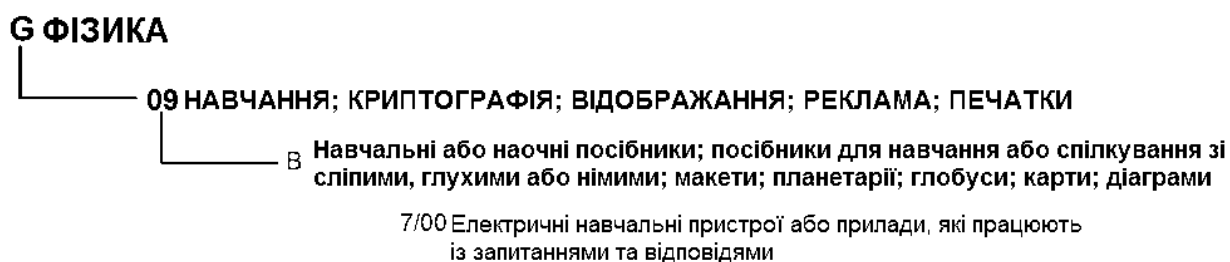 G ФІЗИКА
09 НАВЧАННЯ; КРИПТОГРАФІЯ; ВІДОБРАЖАННЯ; РЕКЛАМА; ПЕЧАТКИ
B Навчальні або наочні посібники; посібники для навчання або спілкування зі
сліпими, глухими або німими; макети; планетарії; глобуси; карти; діаграми
7/00 Електричні навчальні пристрої або прилади, які працюють
із запитаннями та відповідями